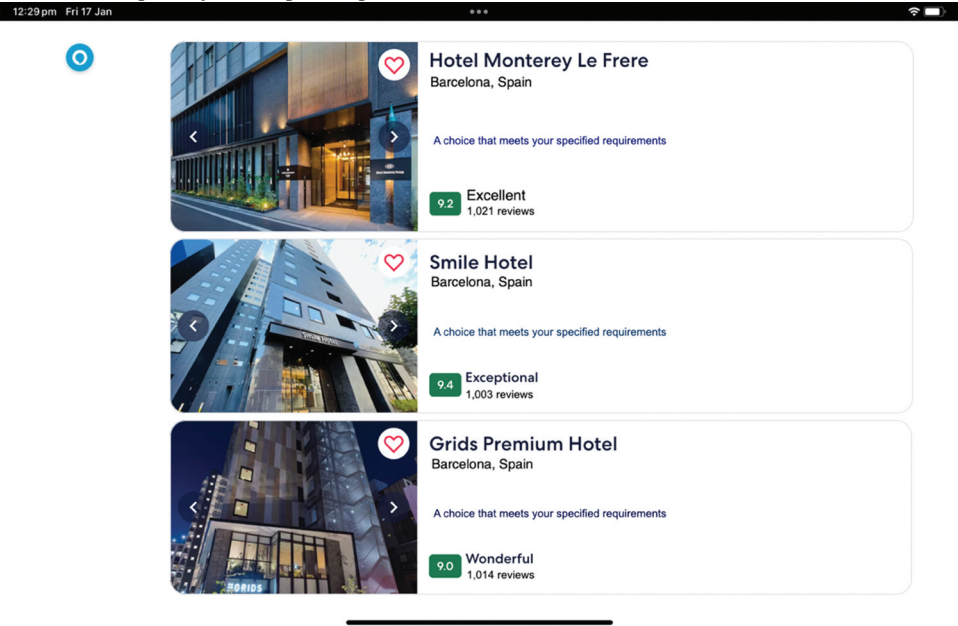 12:29 pm Fri 17 Jan
Hotel Monterey Le Frere
Barcelona, Spain
A choice that meets your specified requirements
9.2 Excellent
1,021 reviews
Smile Hotel
Barcelona, Spain
SMILE HOTEL
A choice that meets your specified requirements
9.4 Exceptional
1,003 reviews
Grids Premium Hotel
Barcelona, Spain
A choice that meets your specified requirements
9.0 Wonderful
1,014 reviews
GRIDS